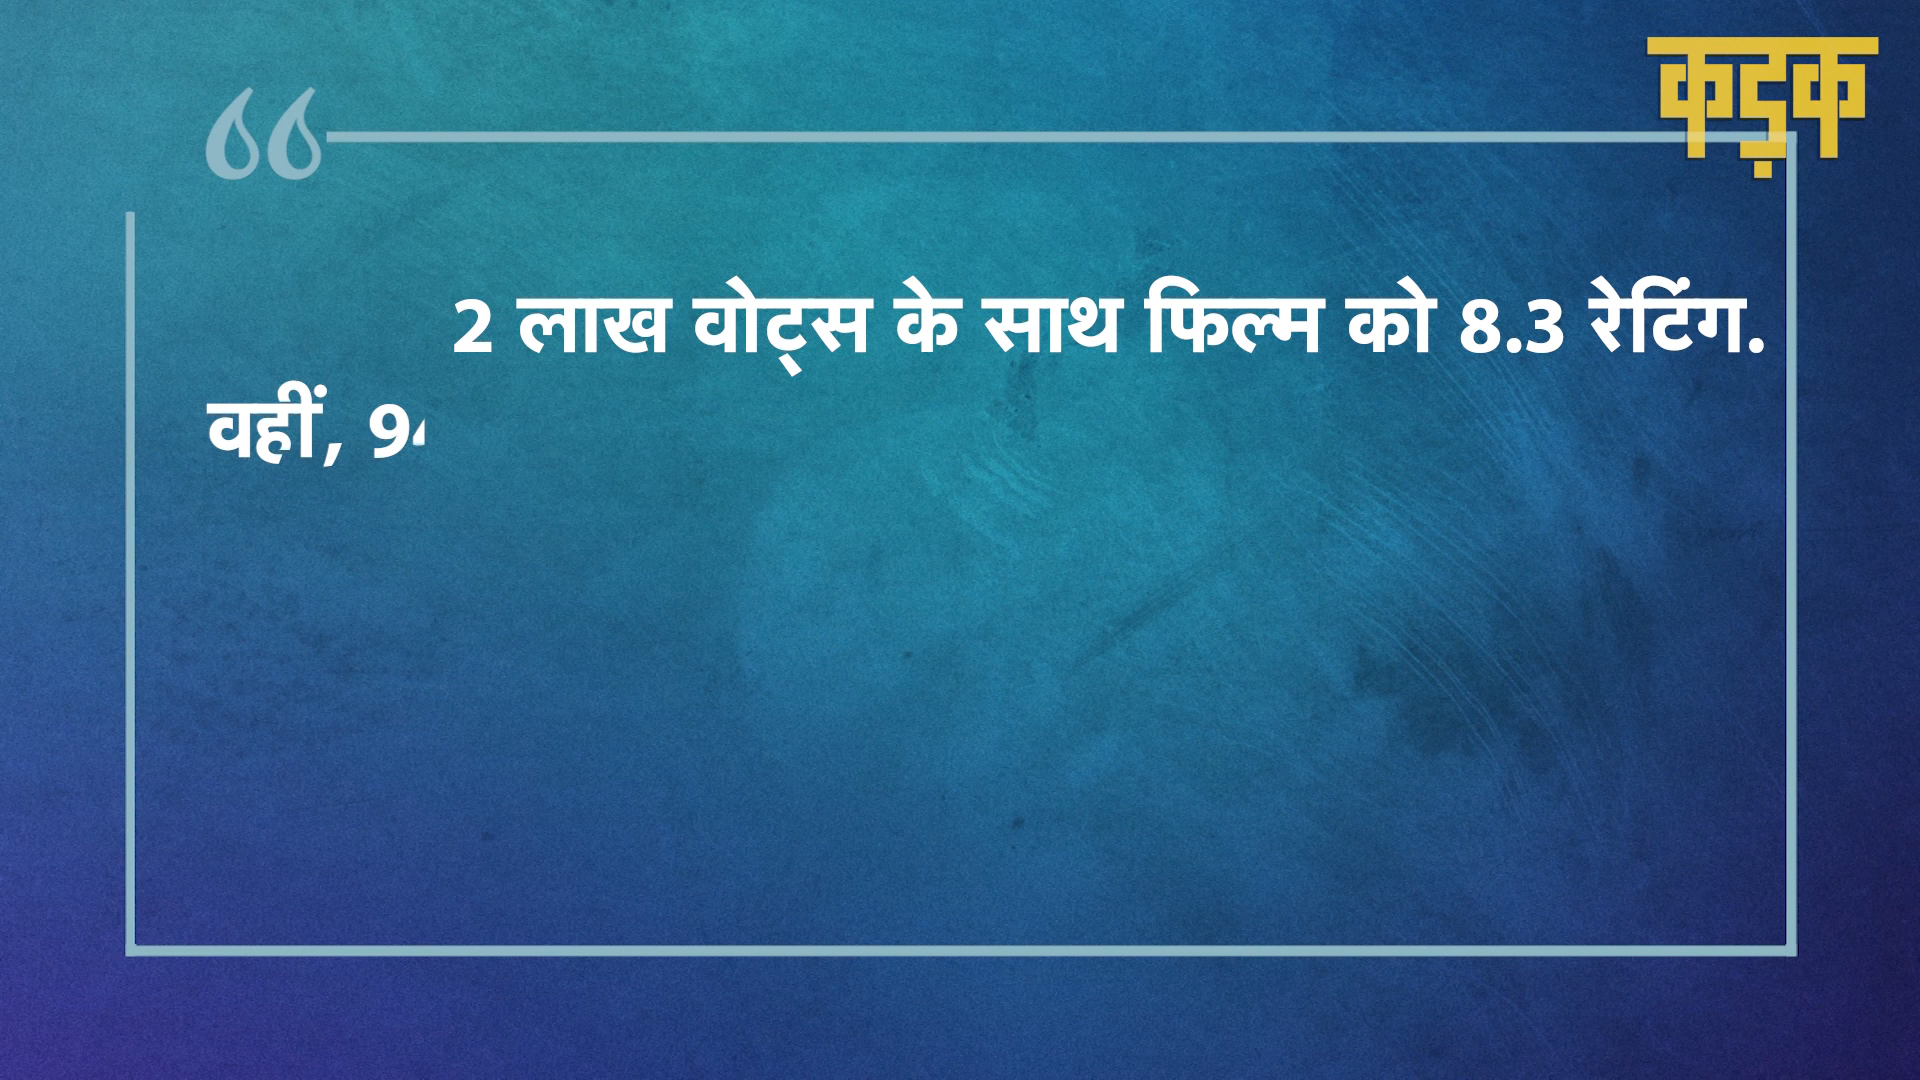 कड़क
2 लाख वोट्स के साथ फिल्म को 8.3 रेटिंग.
वहीं,